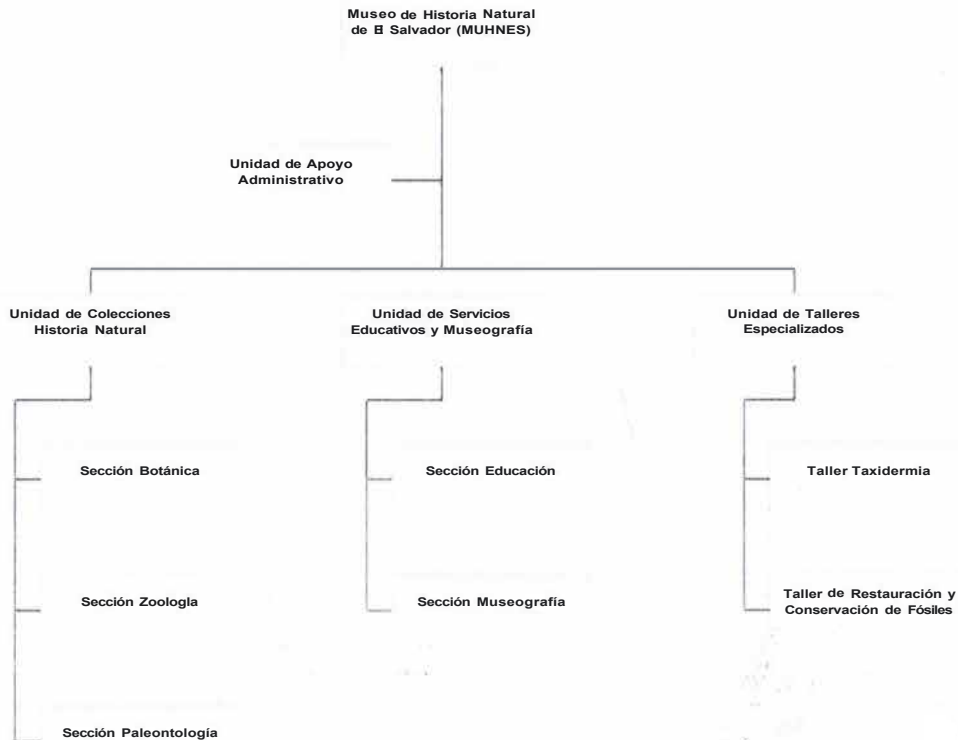 Museo de Historia Natural
de El Salvador (MUHNES)
Unidad de Apoyo
Administrativo
Unidad de Colecciones
Historia Natural
Unidad de Servicios
Educativos y Museografía
Unidad de Talleres
Especializados
Sección Botánica
Sección Educación
Taller Taxidermia
Sección Zoologla
Sección Museografía
Taller de Restauración y
Conservación de Fósiles
Sección Paleontología